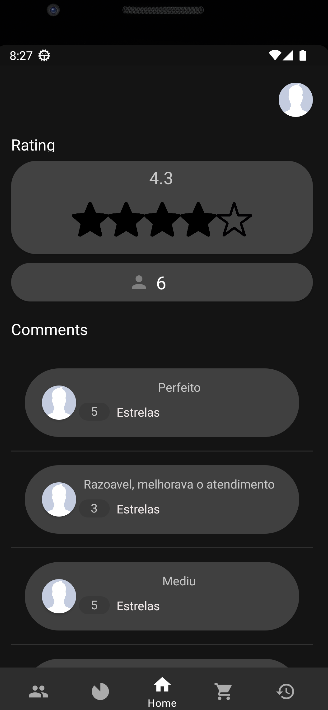 8:27
Rating
4.3
6
Comments
Perfeito
5 Estrelas
Razoavel, melhorava o atendimento
3 Estrelas
Mediu
5 Estrelas
Home